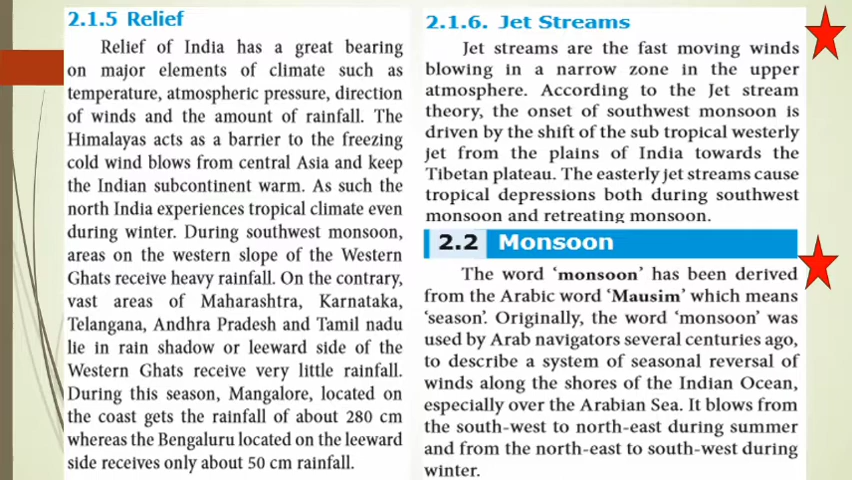 2.1.5 Relief
Relief of India has a great bearing
on major elements of climate such as
temperature, atmospheric pressure, direction
of winds and the amount of rainfall. The
Himalayas acts as a barrier to the freezing
cold wind blows from central Asia and keep
the Indian subcontinent warm. As such the
north India experiences tropical climate even
during winter. During southwest monsoon,
areas on the western slope of the Western
Ghats receive heavy rainfall. On the contrary,
vast areas of Maharashtra, Karnataka,
Telangana, Andhra Pradesh and Tamil nadu
lie in rain shadow or leeward side of the
Western Ghats receive very little rainfall.
During this season, Mangalore, located on
the coast gets the rainfall of about 280 cm
whereas the Bengaluru located on the leeward
side receives only about 50 cm rainfall.
2.1.6. Jet Streams
Jet streams are the fast moving winds
blowing in a narrow zone in the upper
atmosphere. According to the Jet stream
theory, the onset of southwest monsoon is
driven by the shift of the sub tropical westerly
jet from the plains of India towards the
Tibetan plateau. The easterly jet streams cause
tropical depressions both during southwest
monsoon and retreating monsoon.
2.2 Monsoon
The word ‘monsoon’ has been derived
from the Arabic word ‘Mausim’ which means
‘season’. Originally, the word ‘monsoon’ was
used by Arab navigators several centuries ago,
to describe a system of seasonal reversal of
winds along the shores of the Indian Ocean,
especially over the Arabian Sea. It blows from
the south-west to north-east during summer
and from the north-east to south-west during
winter.